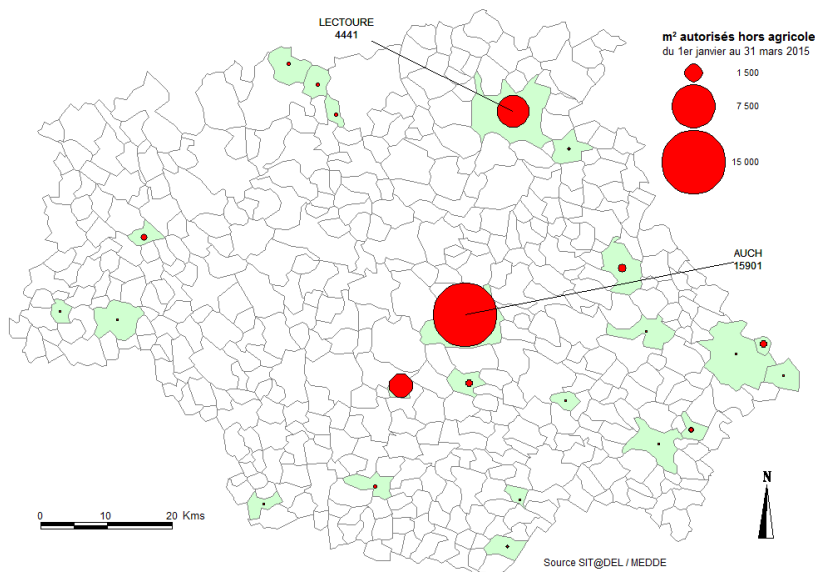 LECTOURE
4441
m² autorisés hors agricole
du 1er janvier au 31 mars 2015
1 500
7 500
15 000
AUCH
15901
N
0 10 20 Kms
Source SIT@DEL / MEDDE